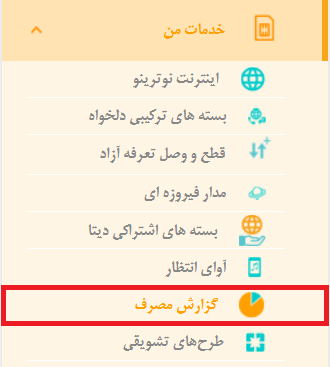 خدمات من
اینترنت نوترینو
بسته های ترکیبی دلخواه
قطع و وصل تعرفه آزاد
مدار فیروزه ای
بسته های اشتراکی دیتا
آوای انتظار
گزارش مصرف
طرح‌های تشویقی